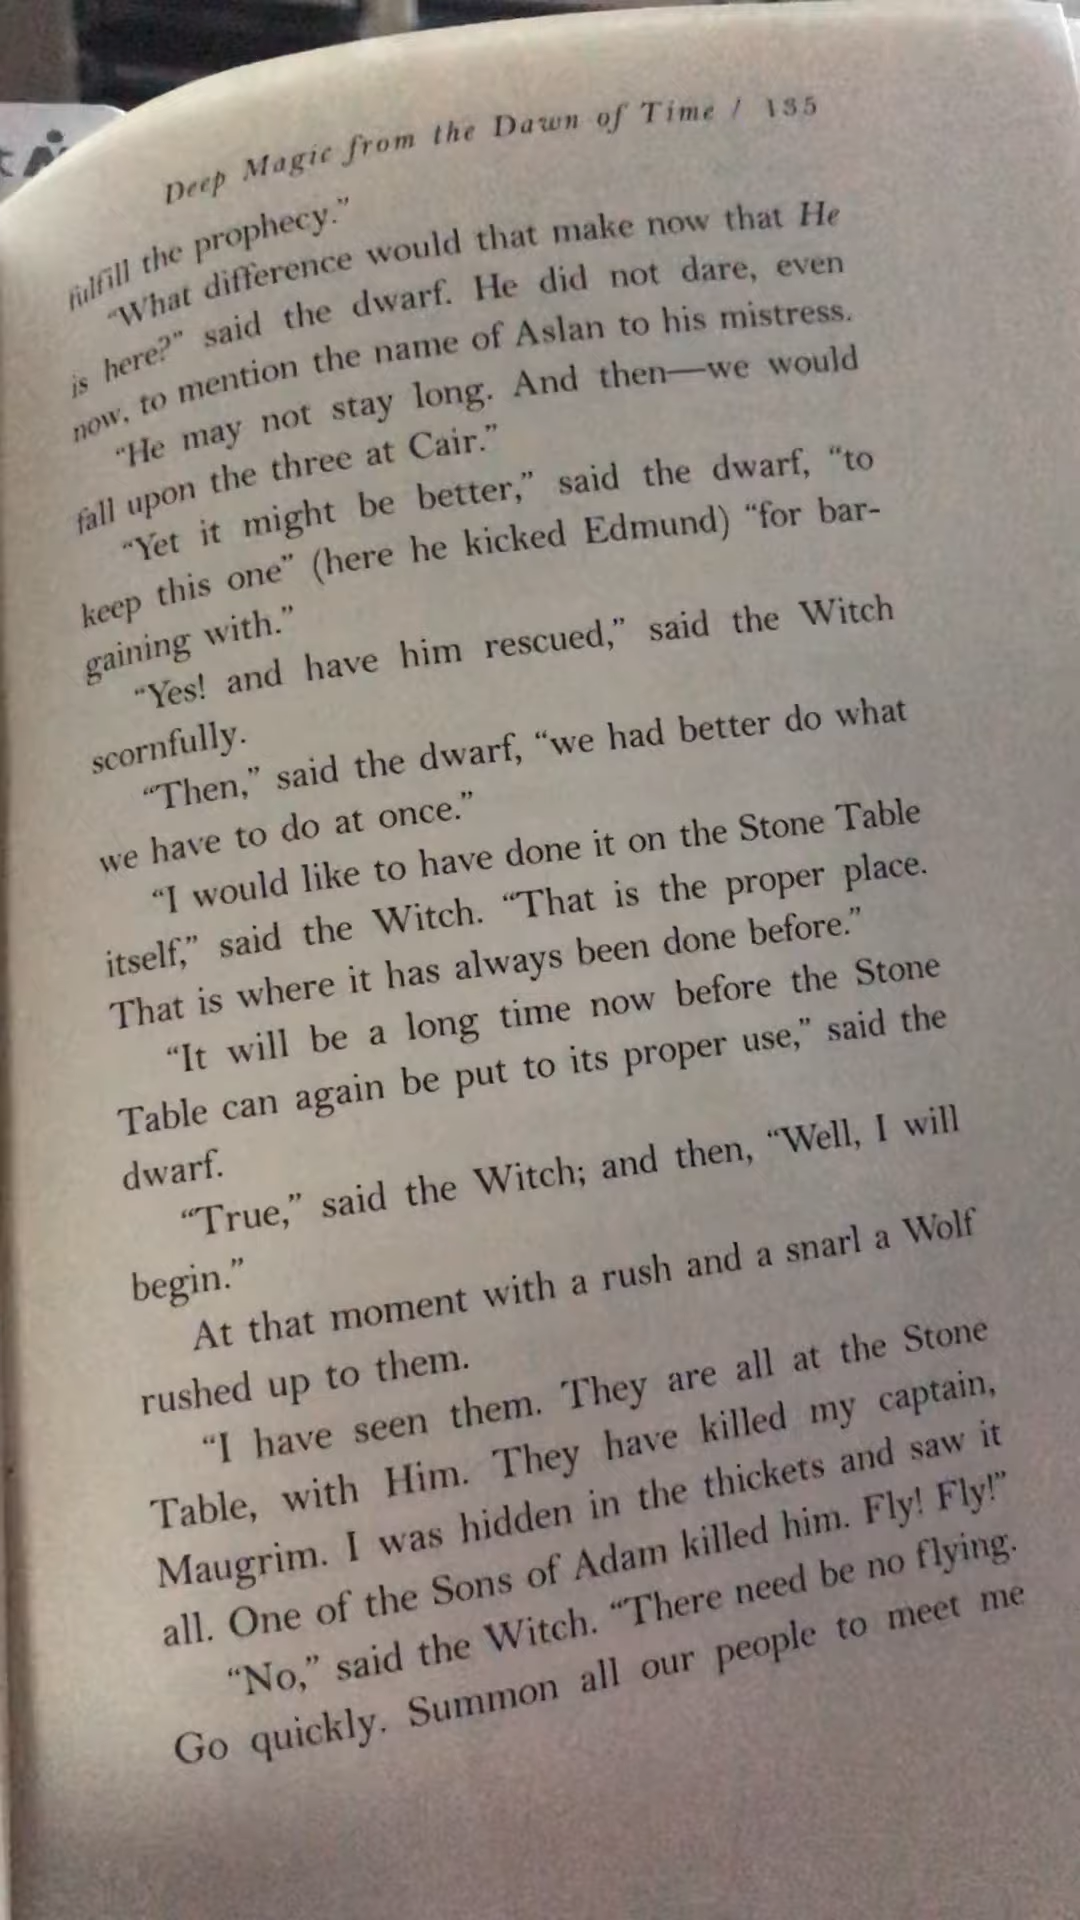 Deep Magic from the Dawn of Time / 135
fulfill the prophecy.”
“What difference would that make now that He
is here?” said the dwarf. He did not dare, even
now, to mention the name of Aslan to his mistress.
“He may not stay long. And then—we would
fall upon the three at Cair.”
“Yet it might be better,” said the dwarf, “to
keep this one” (here he kicked Edmund) “for bar-
gaining with.”
“Yes! and have him rescued,” said the Witch
scornfully.
“Then,” said the dwarf, “we had better do what
we have to do at once.”
“I would like to have done it on the Stone Table
itself,” said the Witch. “That is the proper place.
That is where it has always been done before.”
“It will be a long time now before the Stone
Table can again be put to its proper use,” said the
dwarf.
“True,” said the Witch; and then, “Well, I will
begin.”
At that moment with a rush and a snarl a Wolf
rushed up to them.
“I have seen them. They are all at the Stone
Table, with Him. They have killed my captain,
Maugrim. I was hidden in the thickets and saw it
all. One of the Sons of Adam killed him. Fly! Fly!”
“No,” said the Witch. “There need be no flying.
Go quickly. Summon all our people to meet me